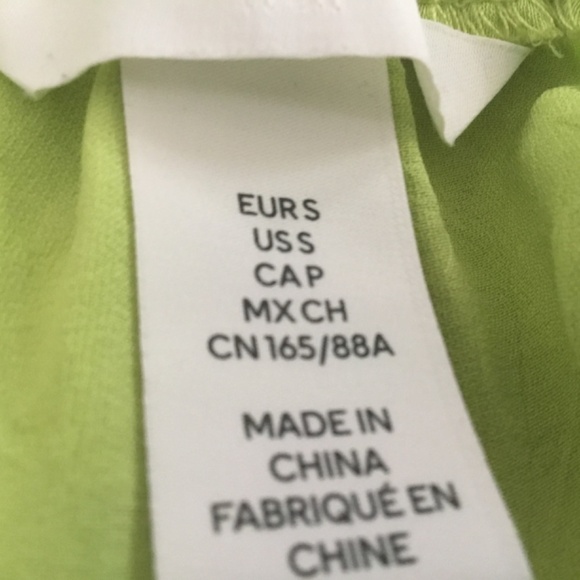 EUR S
US S
CA P
MX CH
CN 165/88A
MADE IN
CHINA
FABRIQUÉ EN
CHINE